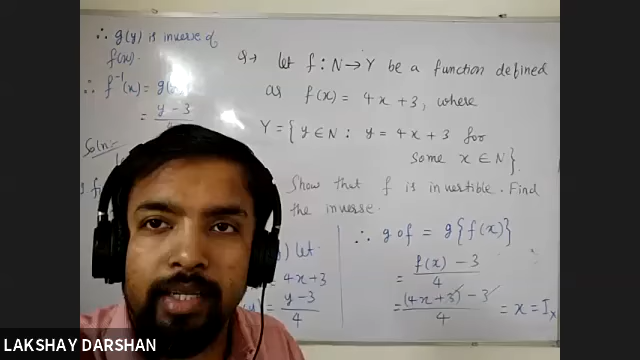 ∴ g(y) is inverse of
f(x).
∴ f⁻¹(x) = g(
= y-3
Soln:-
Q→ let f : N → Y be a function defined
as f(x) = 4x+3, where
Y = { y ∈ N : y = 4x+3 for
some x ∈ N }.
Show that f is invertible. Find
the inverse.
let
= 4x+3
= y-3 / 4
∴ g o f = g{f(x)}
= f(x) - 3 / 4
= (4x+3) - 3 / 4 = x = Ix
LAKSHAY DARSHAN